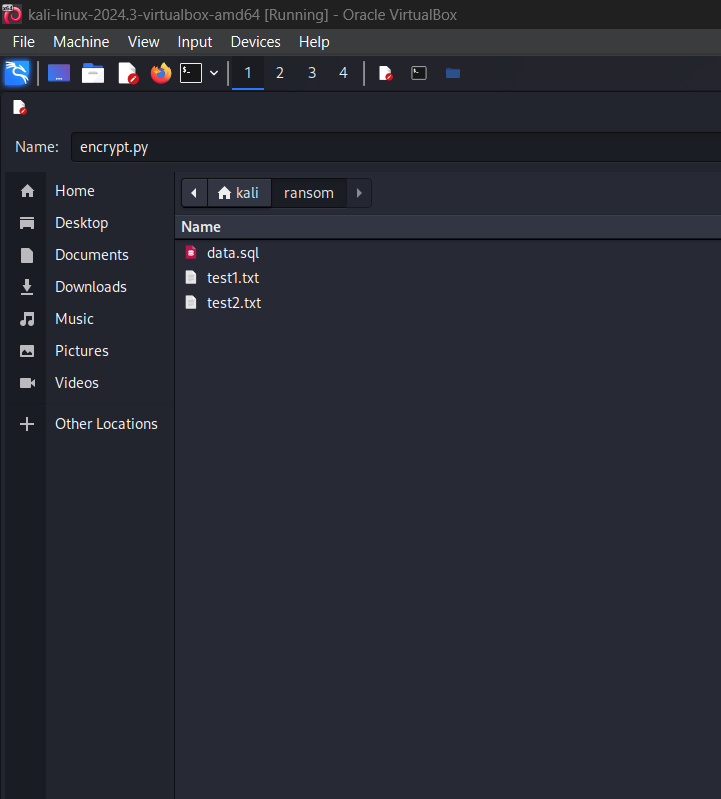 kali-linux-2024.3-virtualbox-amd64 [Running] - Oracle VirtualBox
File Machine View Input Devices Help
1 2 3 4
Name: encrypt.py
Home
Desktop
Documents
Downloads
Music
Pictures
Videos
Other Locations
kali ransom
Name
data.sql
test1.txt
test2.txt